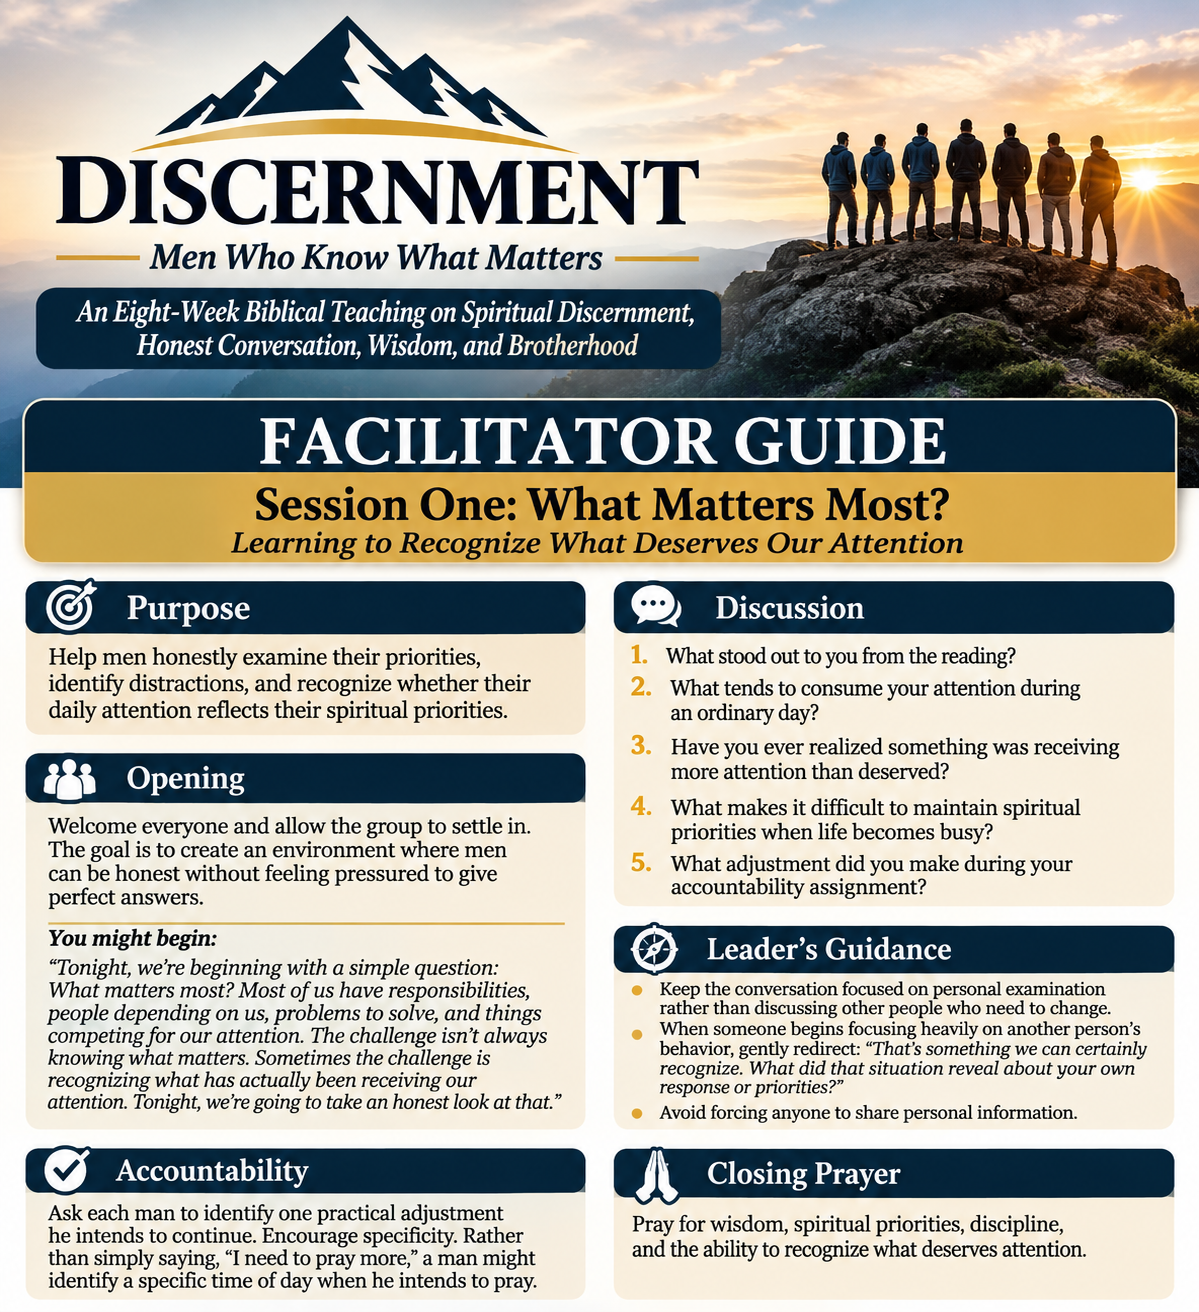 DISCERNMENT
Men Who Know What Matters
An Eight-Week Biblical Teaching on Spiritual Discernment,
Honest Conversation, Wisdom, and Brotherhood
FACILITATOR GUIDE
Session One: What Matters Most?
Learning to Recognize What Deserves Our Attention
Purpose
Help men honestly examine their priorities,
identify distractions, and recognize whether their
daily attention reflects their spiritual priorities.
Opening
Welcome everyone and allow the group to settle in.
The goal is to create an environment where men
can be honest without feeling pressured to give
perfect answers.
You might begin:
“Tonight, we’re beginning with a simple question:
What matters most? Most of us have responsibilities,
people depending on us, problems to solve, and things
competing for our attention. The challenge isn’t always
knowing what matters. Sometimes the challenge is
recognizing what has actually been receiving our
attention. Tonight, we’re going to take an honest look at that.”
Accountability
Ask each man to identify one practical adjustment
he intends to continue. Encourage specificity. Rather
than simply saying, “I need to pray more,” a man might
identify a specific time of day when he intends to pray.
Discussion
1. What stood out to you from the reading?
2. What tends to consume your attention during
an ordinary day?
3. Have you ever realized something was receiving
more attention than deserved?
4. What makes it difficult to maintain spiritual
priorities when life becomes busy?
5. What adjustment did you make during your
accountability assignment?
Leader’s Guidance
• Keep the conversation focused on personal examination
rather than discussing other people who need to change.
• When someone begins focusing heavily on another person’s
behavior, gently redirect: “That’s something we can certainly
recognize. What did that situation reveal about your own
response or priorities?”
• Avoid forcing anyone to share personal information.
Closing Prayer
Pray for wisdom, spiritual priorities, discipline,
and the ability to recognize what deserves attention.